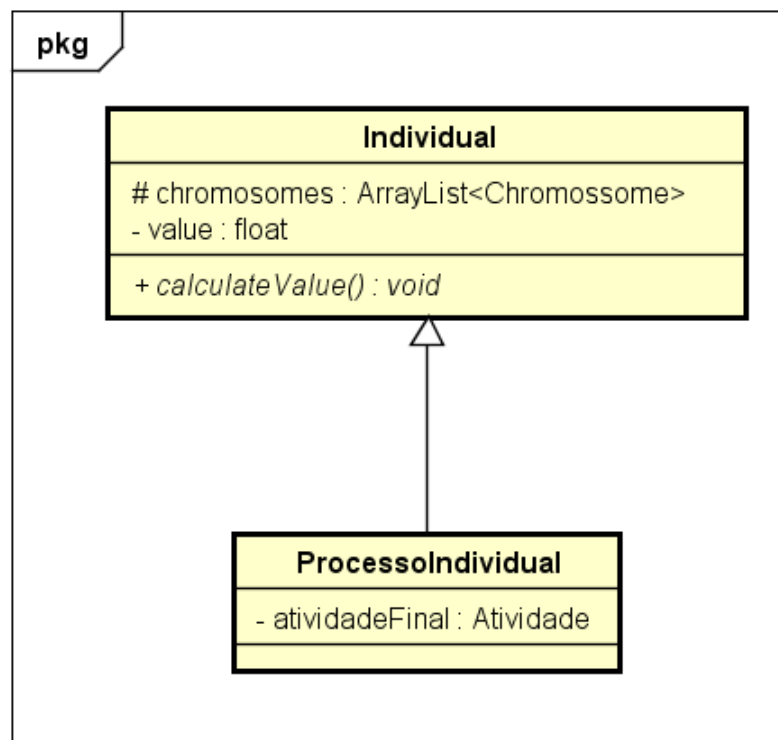 pkg
Individual
# chromosomes : ArrayList<Chromossome>
- value : float
+ calculateValue() : void
ProcessoIndividual
- atividadeFinal : Atividade